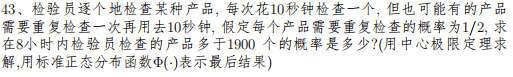 43、检验员逐个地检查某种产品, 每次花10秒钟检查一个, 但也可能有的产品
需要重复检查一次再用去10秒钟, 假定每个产品需要重复检查的概率为1/2, 求
在8小时内检验员检查的产品多于1900 个的概率是多少?(用中心极限定理求
解,用标准正态分布函数Φ(·)表示最后结果)